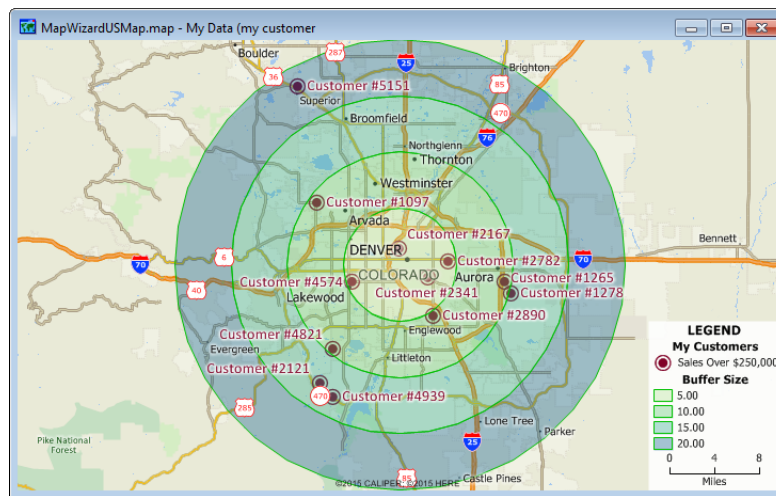 MapWizardUSMap.map - My Data (my customer
Boulder
287
25
36
Brighton
85
Customer #5151
Superior
470
Broomfield
76
Northglenn
Thornton
Westminster
Customer #1097
Arvada
Customer #2167
DENVER
Bennett
6
70
Customer #2782
70
COLORADO
Aurora
Customer #1265
Customer #4574
40
Lakewood
Customer #2341
Customer #1278
Customer #2890
Englewood
Customer #4821
Evergreen
Littleton
Customer #2121
470
Customer #4939
285
Lone Tree
Parker
25
Pike National
Forest
85
Castle Pines
©2015 CALIPER; ©2015 HERE
LEGEND
My Customers
Sales Over $250,000
Buffer Size
5.00
10.00
15.00
20.00
0 4 8
Miles